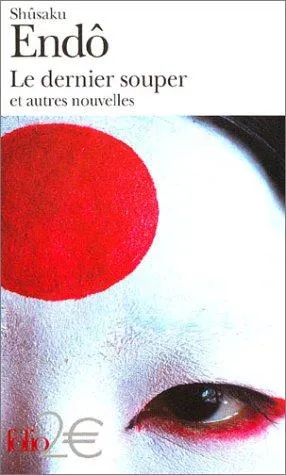 Shûsaku
Endô
Le dernier souper
et autres nouvelles
folio 2€